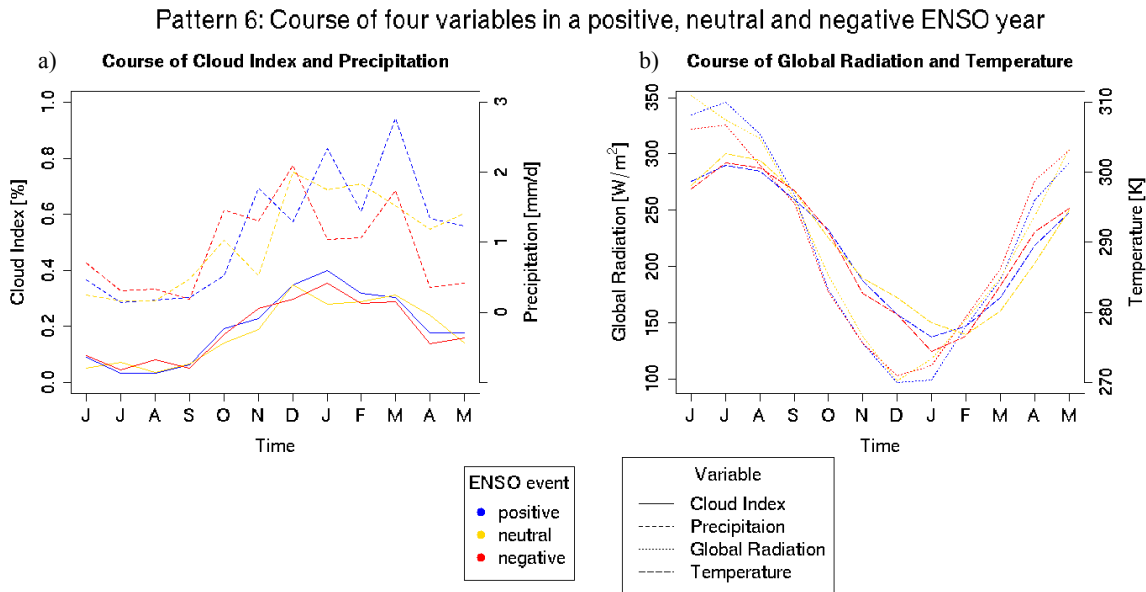 Pattern 6: Course of four variables in a positive, neutral and negative ENSO year
a) Course of Cloud Index and Precipitation
1.0
0.8
0.6
0.4
0.2
0.0
Cloud Index [%]
3
2
1
0
Precipitation [mm/d]
J J A S O N D J F M A M
Time
b) Course of Global Radiation and Temperature
350
300
250
200
150
100
Global Radiation [W/m²]
310
300
290
280
270
Temperature [K]
J J A S O N D J F M A M
Time
ENSO event
positive
neutral
negative
Variable
Cloud Index
Precipitaion
Global Radiation
Temperature